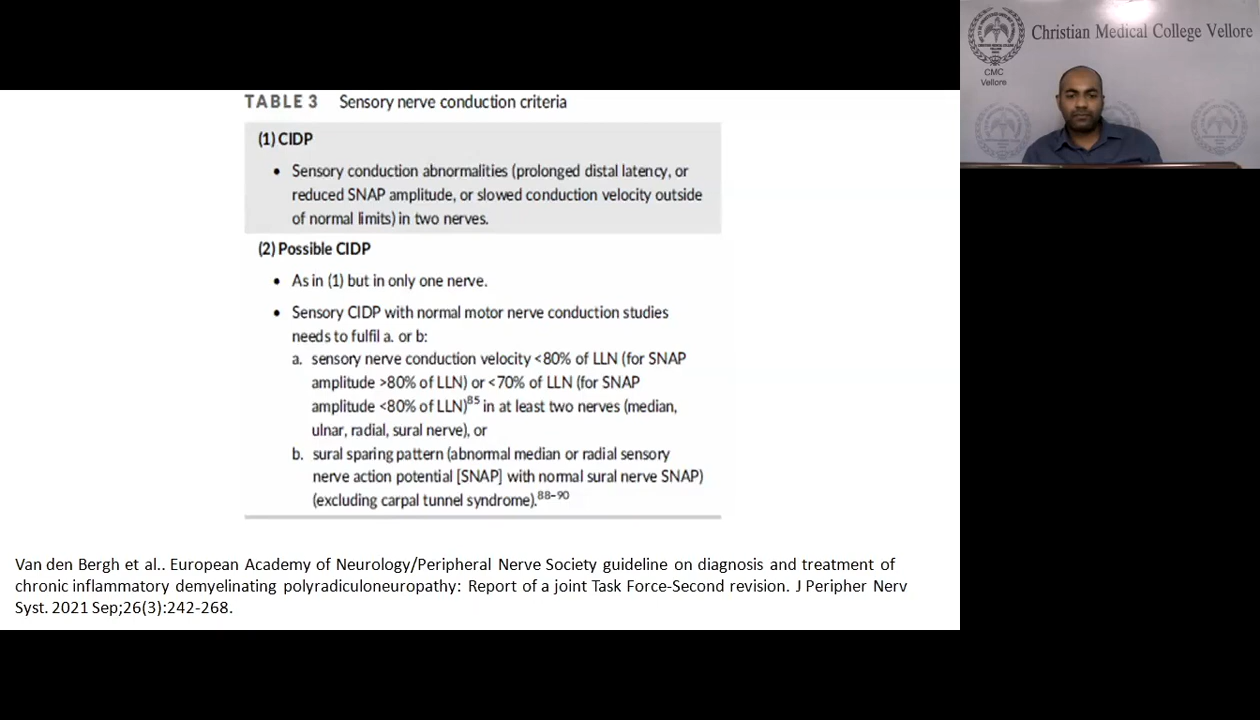 TABLE 3 Sensory nerve conduction criteria
(1) CIDP
• Sensory conduction abnormalities (prolonged distal latency, or
reduced SNAP amplitude, or slowed conduction velocity outside
of normal limits) in two nerves.
(2) Possible CIDP
• As in (1) but in only one nerve.
• Sensory CIDP with normal motor nerve conduction studies
needs to fulfil a. or b:
a. sensory nerve conduction velocity <80% of LLN (for SNAP
amplitude >80% of LLN) or <70% of LLN (for SNAP
amplitude <80% of LLN)85 in at least two nerves (median,
ulnar, radial, sural nerve), or
b. sural sparing pattern (abnormal median or radial sensory
nerve action potential [SNAP] with normal sural nerve SNAP)
(excluding carpal tunnel syndrome).88–90
Van den Bergh et al.. European Academy of Neurology/Peripheral Nerve Society guideline on diagnosis and treatment of
chronic inflammatory demyelinating polyradiculoneuropathy: Report of a joint Task Force-Second revision. J Peripher Nerv
Syst. 2021 Sep;26(3):242-268.
Christian Medical College Vellore
CMC
Vellore